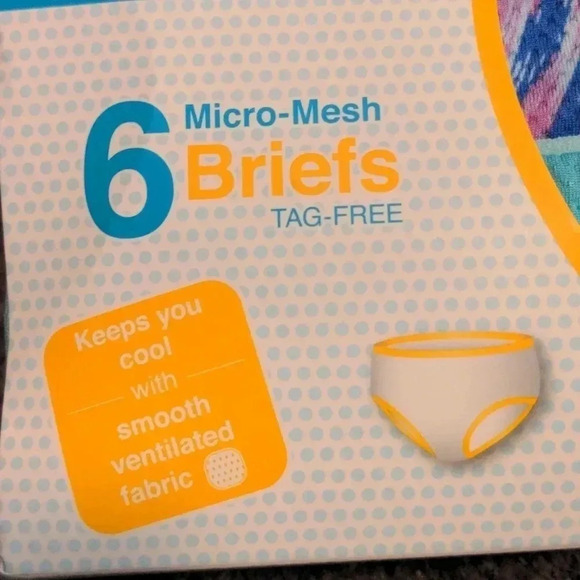 6
Micro-Mesh
Briefs
TAG-FREE
Keeps you
cool
with
smooth
ventilated
fabric